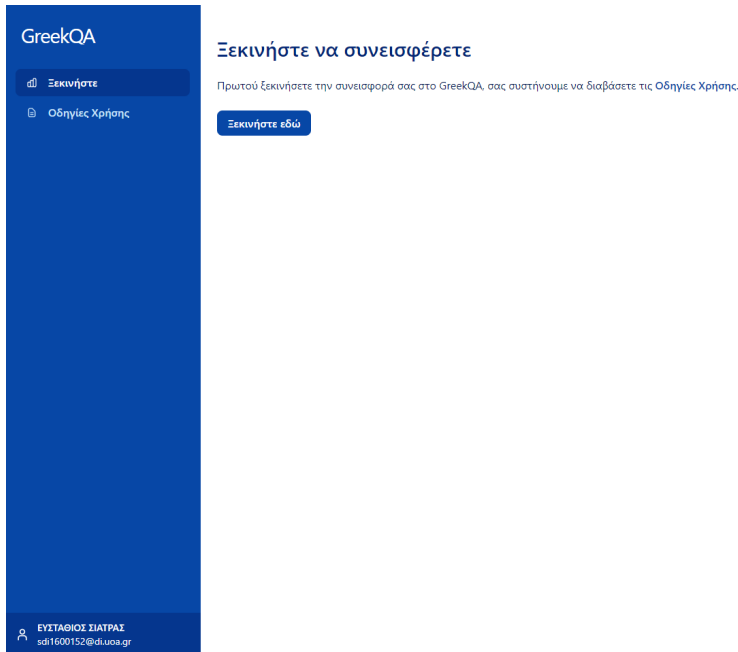 GreekQA
Ξεκινήστε
Οδηγίες Χρήσης
Ξεκινήστε να συνεισφέρετε
Πρωτού ξεκινήσετε την συνεισφορά σας στο GreekQA, σας συστήνουμε να διαβάσετε τις Οδηγίες Χρήσης.
Ξεκινήστε εδώ
ΕΥΣΤΑΘΙΟΣ ΣΙΑΤΡΑΣ
sdi1600152@di.uoa.gr